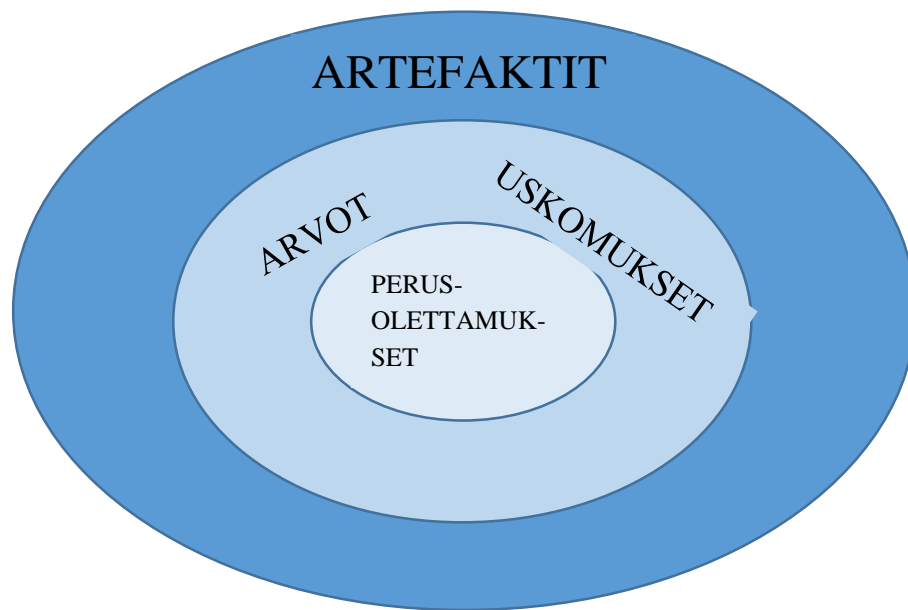 ARTEFAKTIT
ARVOT
USKOMUKSET
PERUS-
OLETTAMUK-
SET